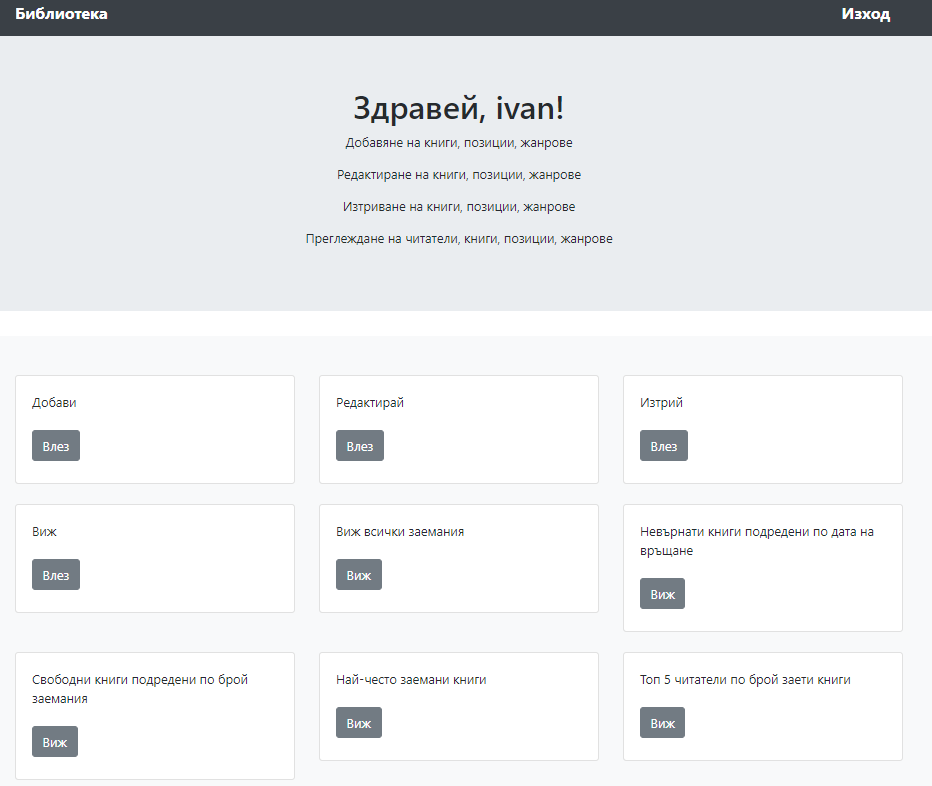 Библиотека
Изход
Здравей, ivan!
Добавяне на книги, позиции, жанрове
Редактиране на книги, позиции, жанрове
Изтриване на книги, позиции, жанрове
Преглеждане на читатели, книги, позиции, жанрове
Добави
Влез
Редактирай
Влез
Изтрий
Влез
Виж
Влез
Виж всички заемания
Виж
Невърнати книги подредени по дата на
връщане
Виж
Свободни книги подредени по брой
заемания
Виж
Най-често заемани книги
Виж
Топ 5 читатели по брой заети книги
Виж